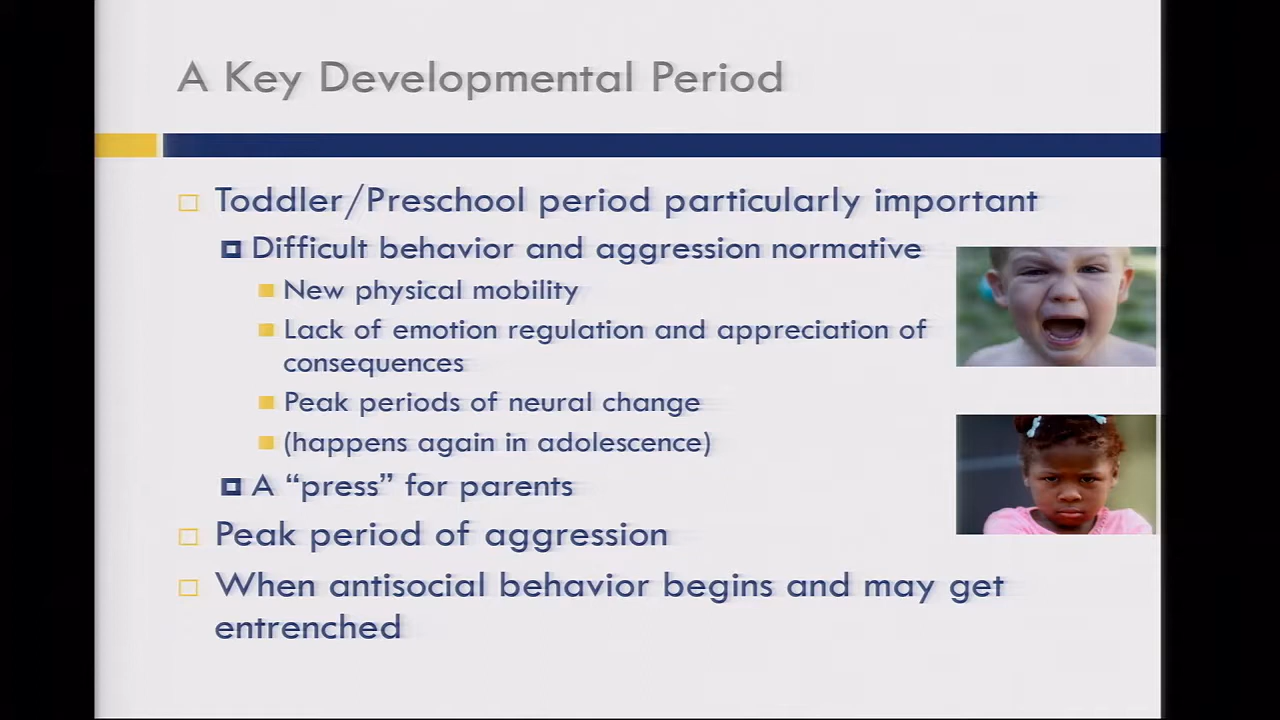 A Key Developmental Period
Toddler/Preschool period particularly important
Difficult behavior and aggression normative
New physical mobility
Lack of emotion regulation and appreciation of
consequences
Peak periods of neural change
(happens again in adolescence)
A “press” for parents
Peak period of aggression
When antisocial behavior begins and may get
entrenched